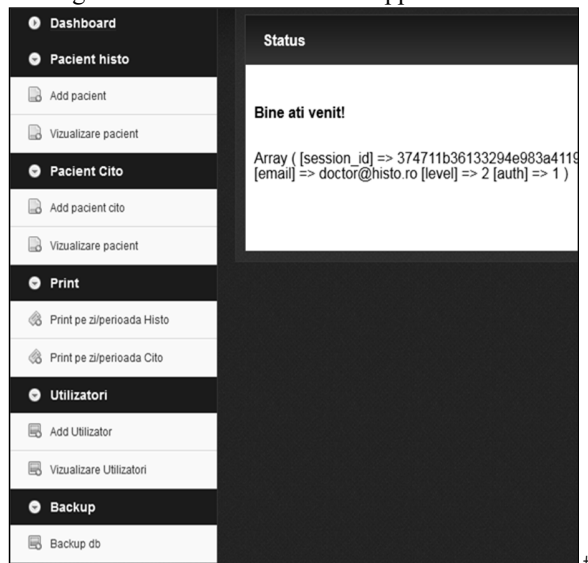 Dashboard
Pacient histo
Add pacient
Vizualizare pacient
Pacient Cito
Add pacient cito
Vizualizare pacient
Print
Print pe zi/perioada Histo
Print pe zi/perioada Cito
Utilizatori
Add Utilizator
Vizualizare Utilizatori
Backup
Backup db
Status
Bine ati venit!
Array ( [session_id] => 374711b36133294e983a4119
[email] => doctor@histo.ro [level] => 2 [auth] => 1 )